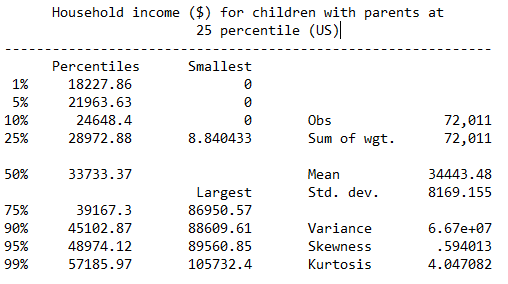 Household income ($) for children with parents at
25 percentile (US)
Percentiles Smallest
1% 18227.86 0
5% 21963.63 0
10% 24648.4 0 Obs 72,011
25% 28972.88 8.840433 Sum of wgt. 72,011
50% 33733.37 Mean 34443.48
Largest Std. dev. 8169.155
75% 39167.3 86950.57
90% 45102.87 88609.61 Variance 6.67e+07
95% 48974.12 89560.85 Skewness .594013
99% 57185.97 105732.4 Kurtosis 4.047082